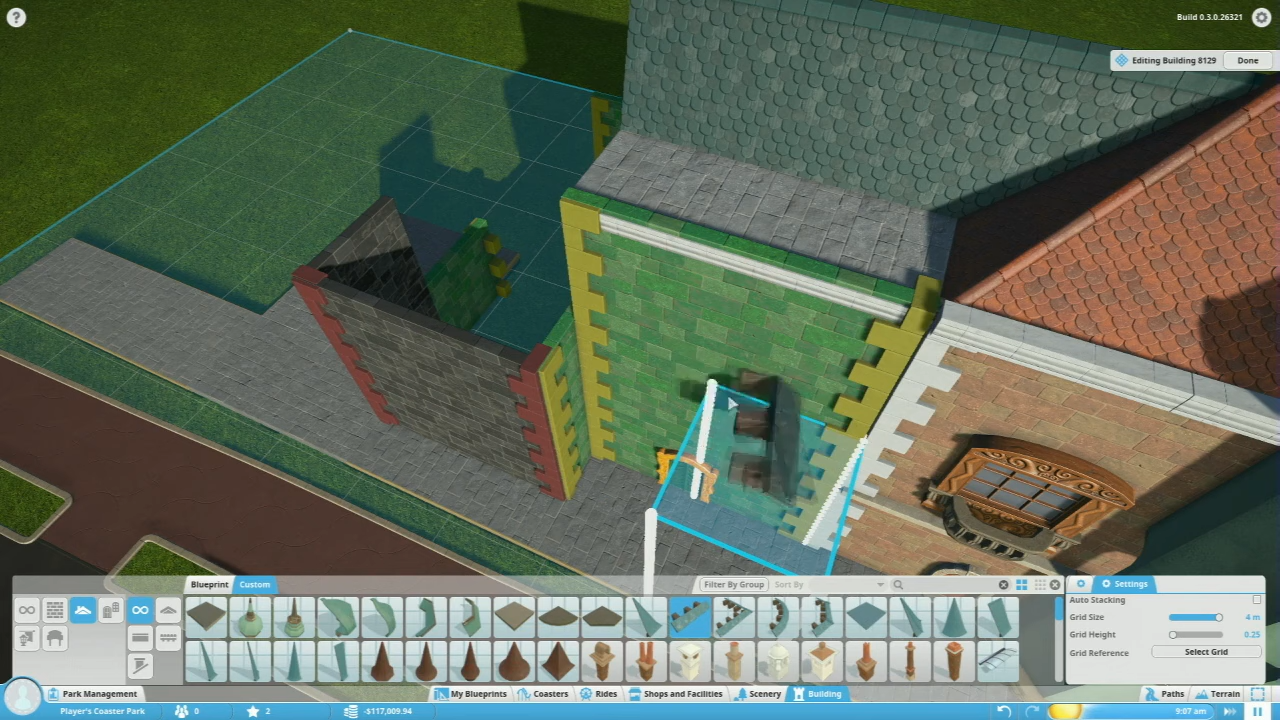 ?
Build 0.3.0.26321
Editing Building 8129
Done
Blueprint
Custom
Filter By Group
Sort By
Settings
Auto Stacking
Grid Size
4 m
Grid Height
0.25
Grid Reference
Select Grid
Park Management
My Blueprints
Coasters
Rides
Shops and Facilities
Scenery
Building
Paths
Terrain
Player's Coaster Park
0
2
-$117,009.94
9:07 am